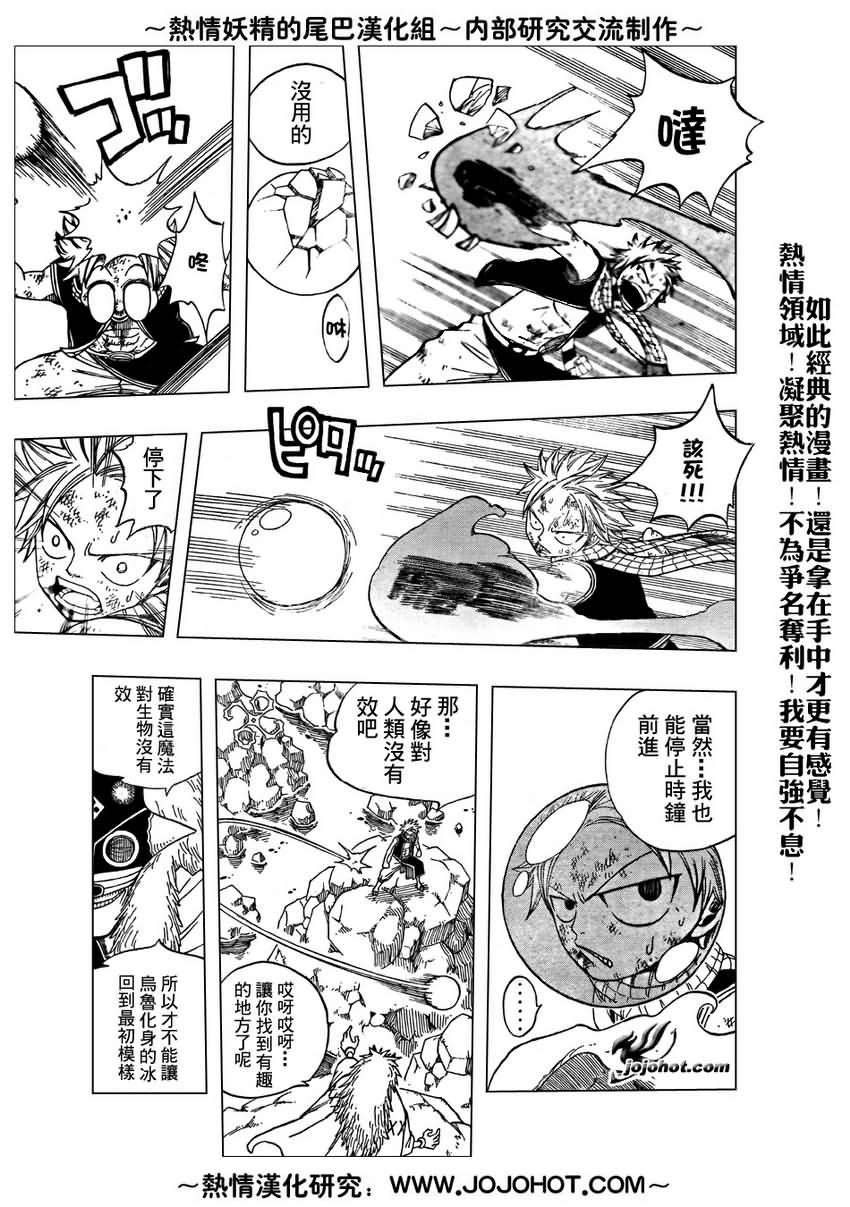 ～熱情妖精的尾巴漢化組～内部研究交流制作～
噠
沒用的
咻
ゴッ
咚
該死!!!
ピタッ
停下了
當然…我也
能停止時鐘
前進
……
那…
好像對
人類沒有
效吧
哎呀哎呀…
讓你找到有趣
的地方了呢
確實這魔法
對生物沒有
效
所以才不能讓
烏魯化身的冰
回到最初模樣
如此經典的漫畫！還是拿在手中才更有感覺！
熱情領域！凝聚熱情！不為爭名奪利！我要自強不息！
jojohot.com
～熱情漢化研究：WWW.JOJOHOT.COM～